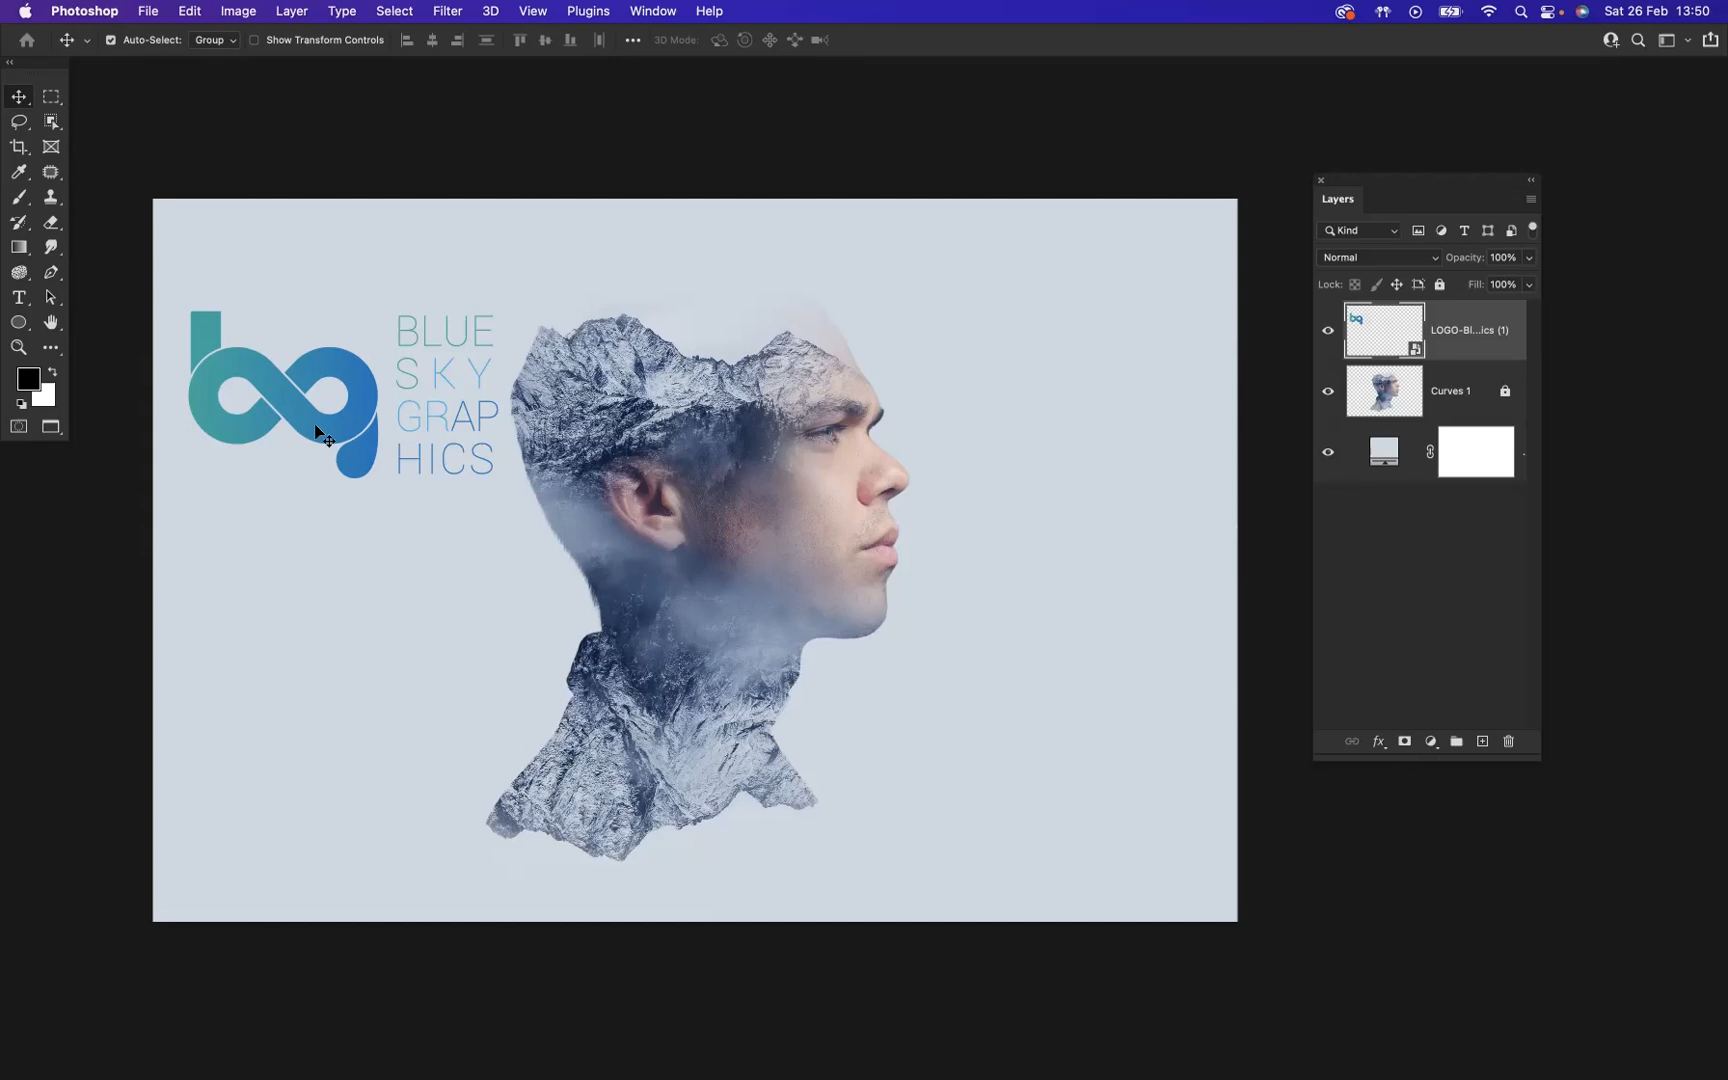 Photoshop File Edit Image Layer Type Select Filter 3D View Plugins Window Help Sat 26 Feb 13:50
Auto-Select: Group Show Transform Controls 3D Mode:
Layers
Kind
Normal Opacity: 100%
Lock: Fill: 100%
LOGO-Bl...ics (1)
Curves 1
bg
BLUE
SKY
GRAP
HICS